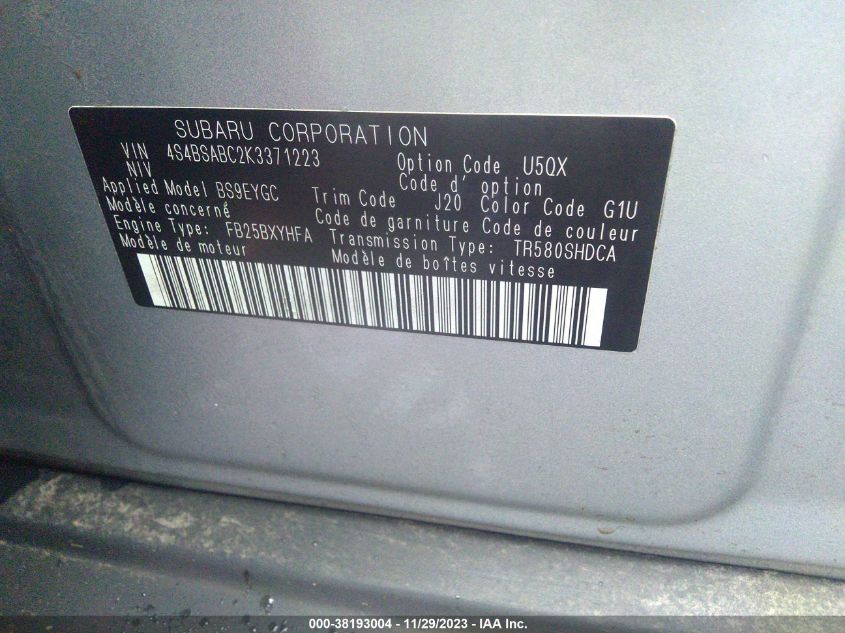 SUBARU CORPORATION
VIN 4S4BSABC2K3371223 Option Code U5QX
NIV Code d' option
Applied Model BS9EYGC Trim Code J20 Color Code G1U
Modèle concerné Code de garniture Code de couleur
Engine Type: FB25BXYHFA Transmission Type: TR580SHDCA
Modèle de moteur Modèle de boîtes vitesse
000-38193004 - 11/29/2023 - IAA Inc.